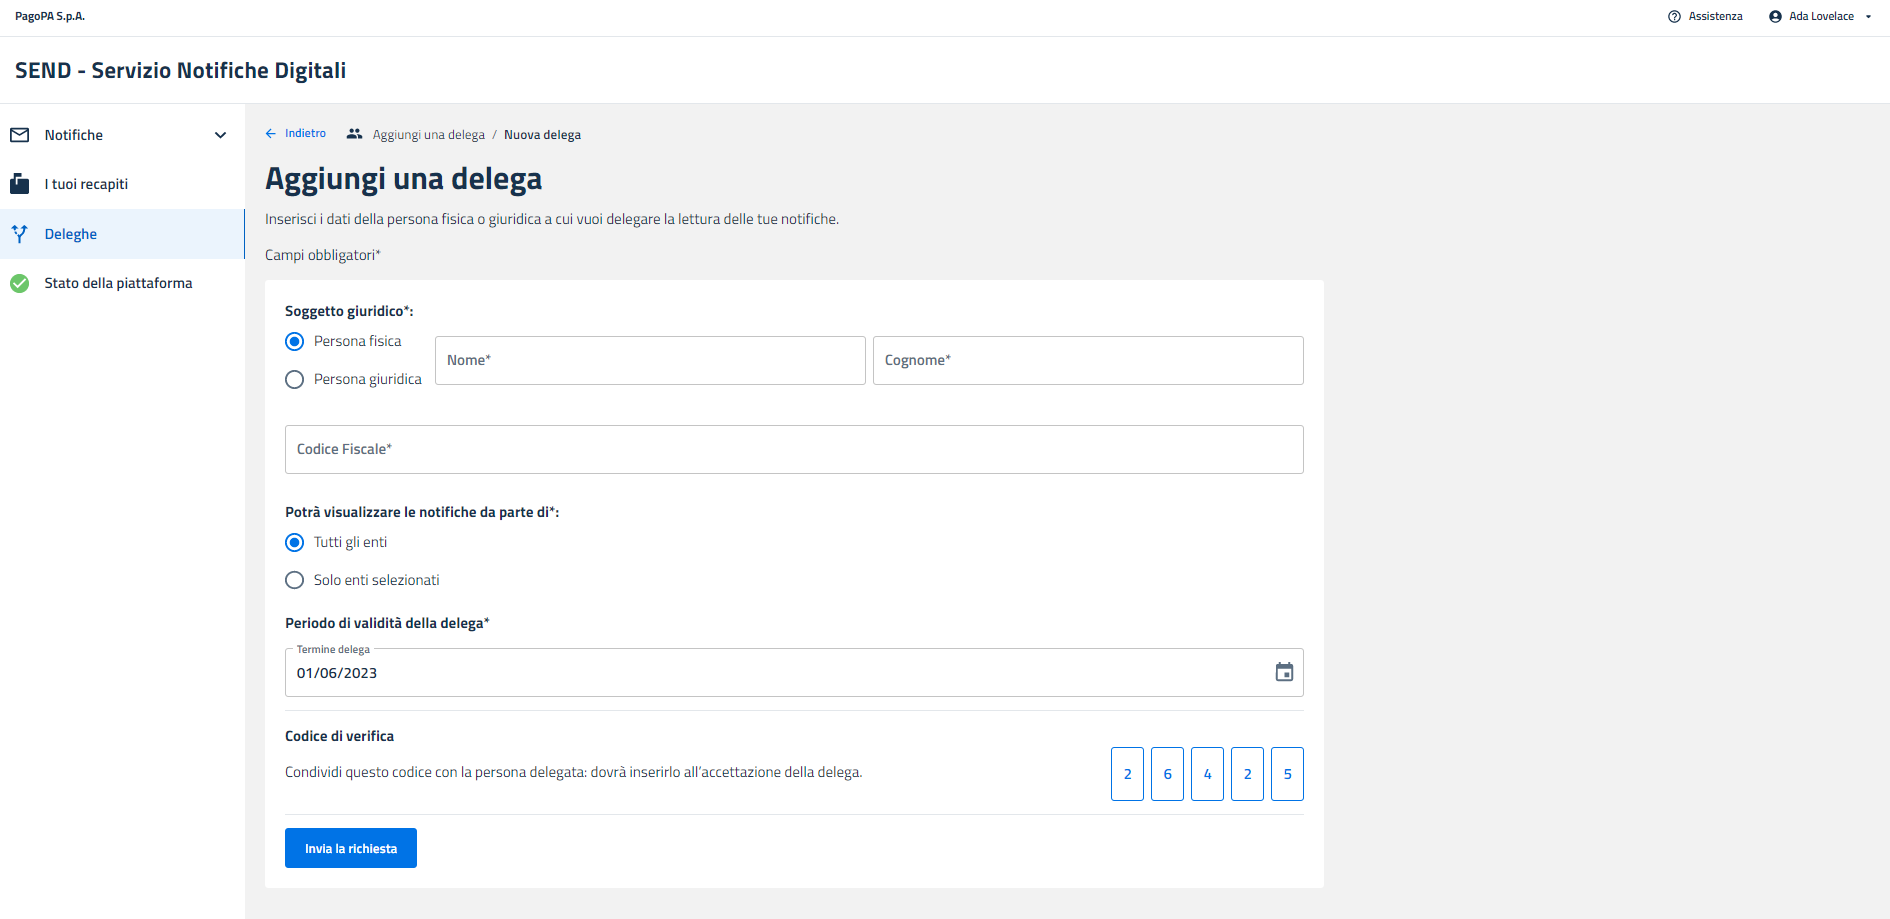 PagoPA S.p.A.
Assistenza
Ada Lovelace
SEND - Servizio Notifiche Digitali
Notifiche
I tuoi recapiti
Deleghe
Stato della piattaforma
Indietro
Aggiungi una delega / Nuova delega
Aggiungi una delega
Inserisci i dati della persona fisica o giuridica a cui vuoi delegare la lettura delle tue notifiche.
Campi obbligatori*
Soggetto giuridico*:
Persona fisica
Persona giuridica
Nome*
Cognome*
Codice Fiscale*
Potrà visualizzare le notifiche da parte di*:
Tutti gli enti
Solo enti selezionati
Periodo di validità della delega*
Termine delega
01/06/2023
Codice di verifica
Condividi questo codice con la persona delegata: dovrà inserirlo all’accettazione della delega.
2 6 4 2 5
Invia la richiesta